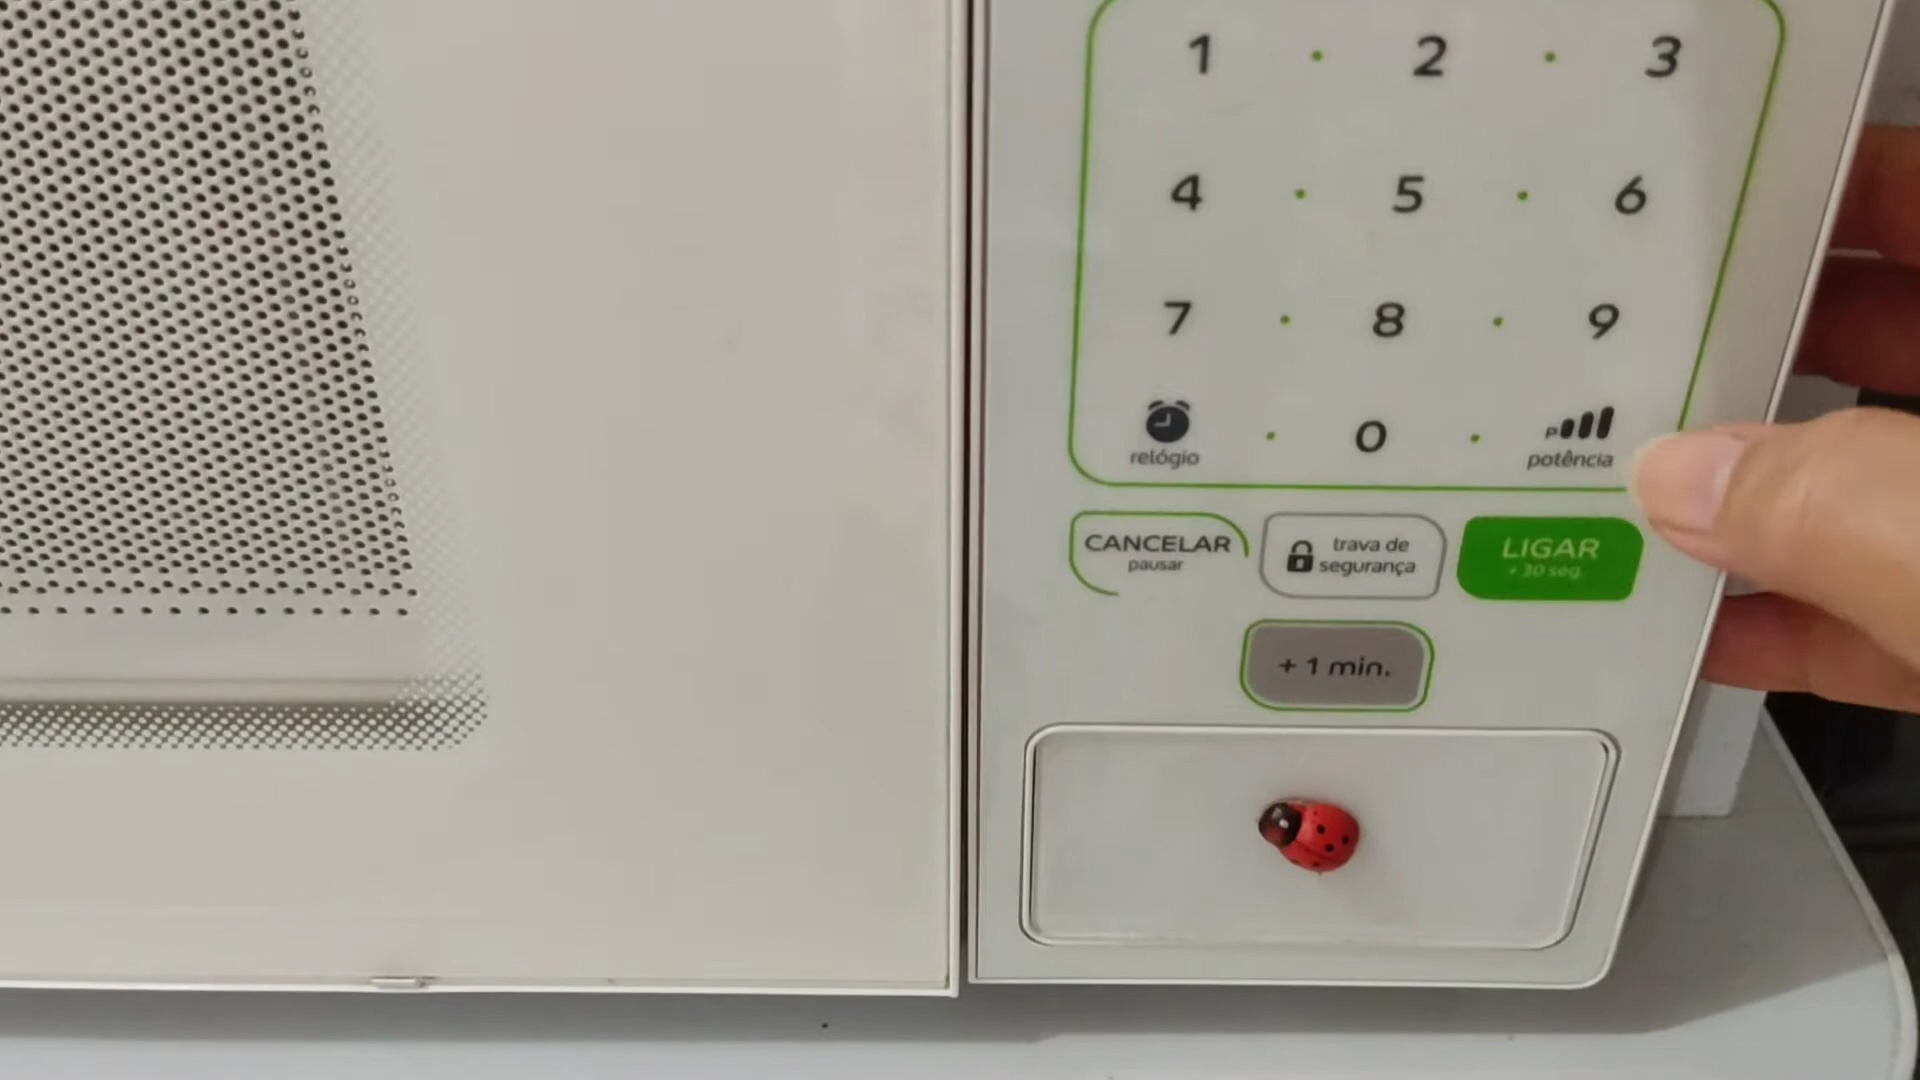 1 · 2 · 3
4 · 5 · 6
7 · 8 · 9
0 · P
relógio
potência
CANCELAR
pausar
trava de
segurança
LIGAR
+ 30 seg.
+ 1 min.